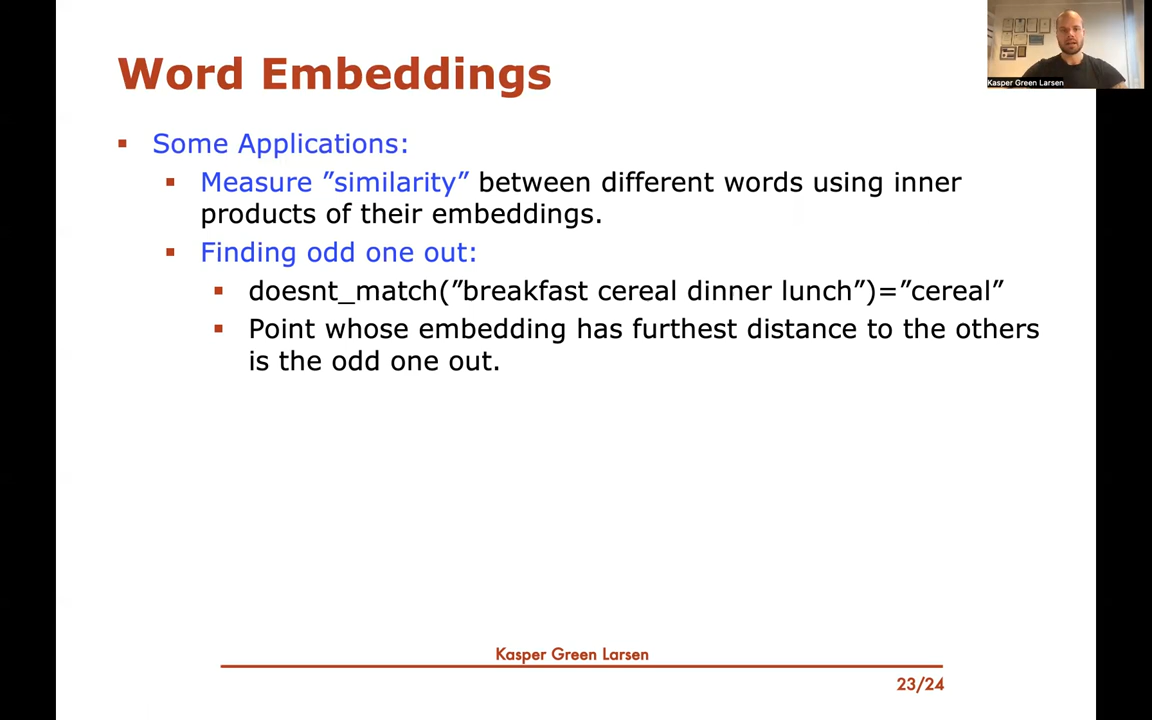 Word Embeddings
Kasper Green Larsen
▪ Some Applications:
▪ Measure ”similarity” between different words using inner
products of their embeddings.
▪ Finding odd one out:
▪ doesnt_match(”breakfast cereal dinner lunch”)=”cereal”
▪ Point whose embedding has furthest distance to the others
is the odd one out.
Kasper Green Larsen
23/24